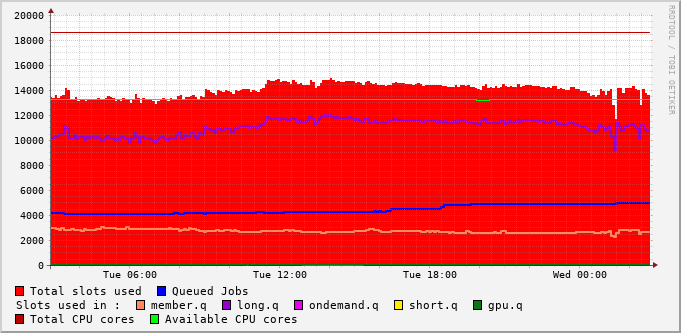 20000
18000
16000
14000
12000
10000
8000
6000
4000
2000
0
Tue 06:00 Tue 12:00 Tue 18:00 Wed 00:00
RRDTOOL / TOBI OETIKER
Total slots used Queued Jobs
Slots used in : member.q long.q ondemand.q short.q gpu.q
Total CPU cores Available CPU cores